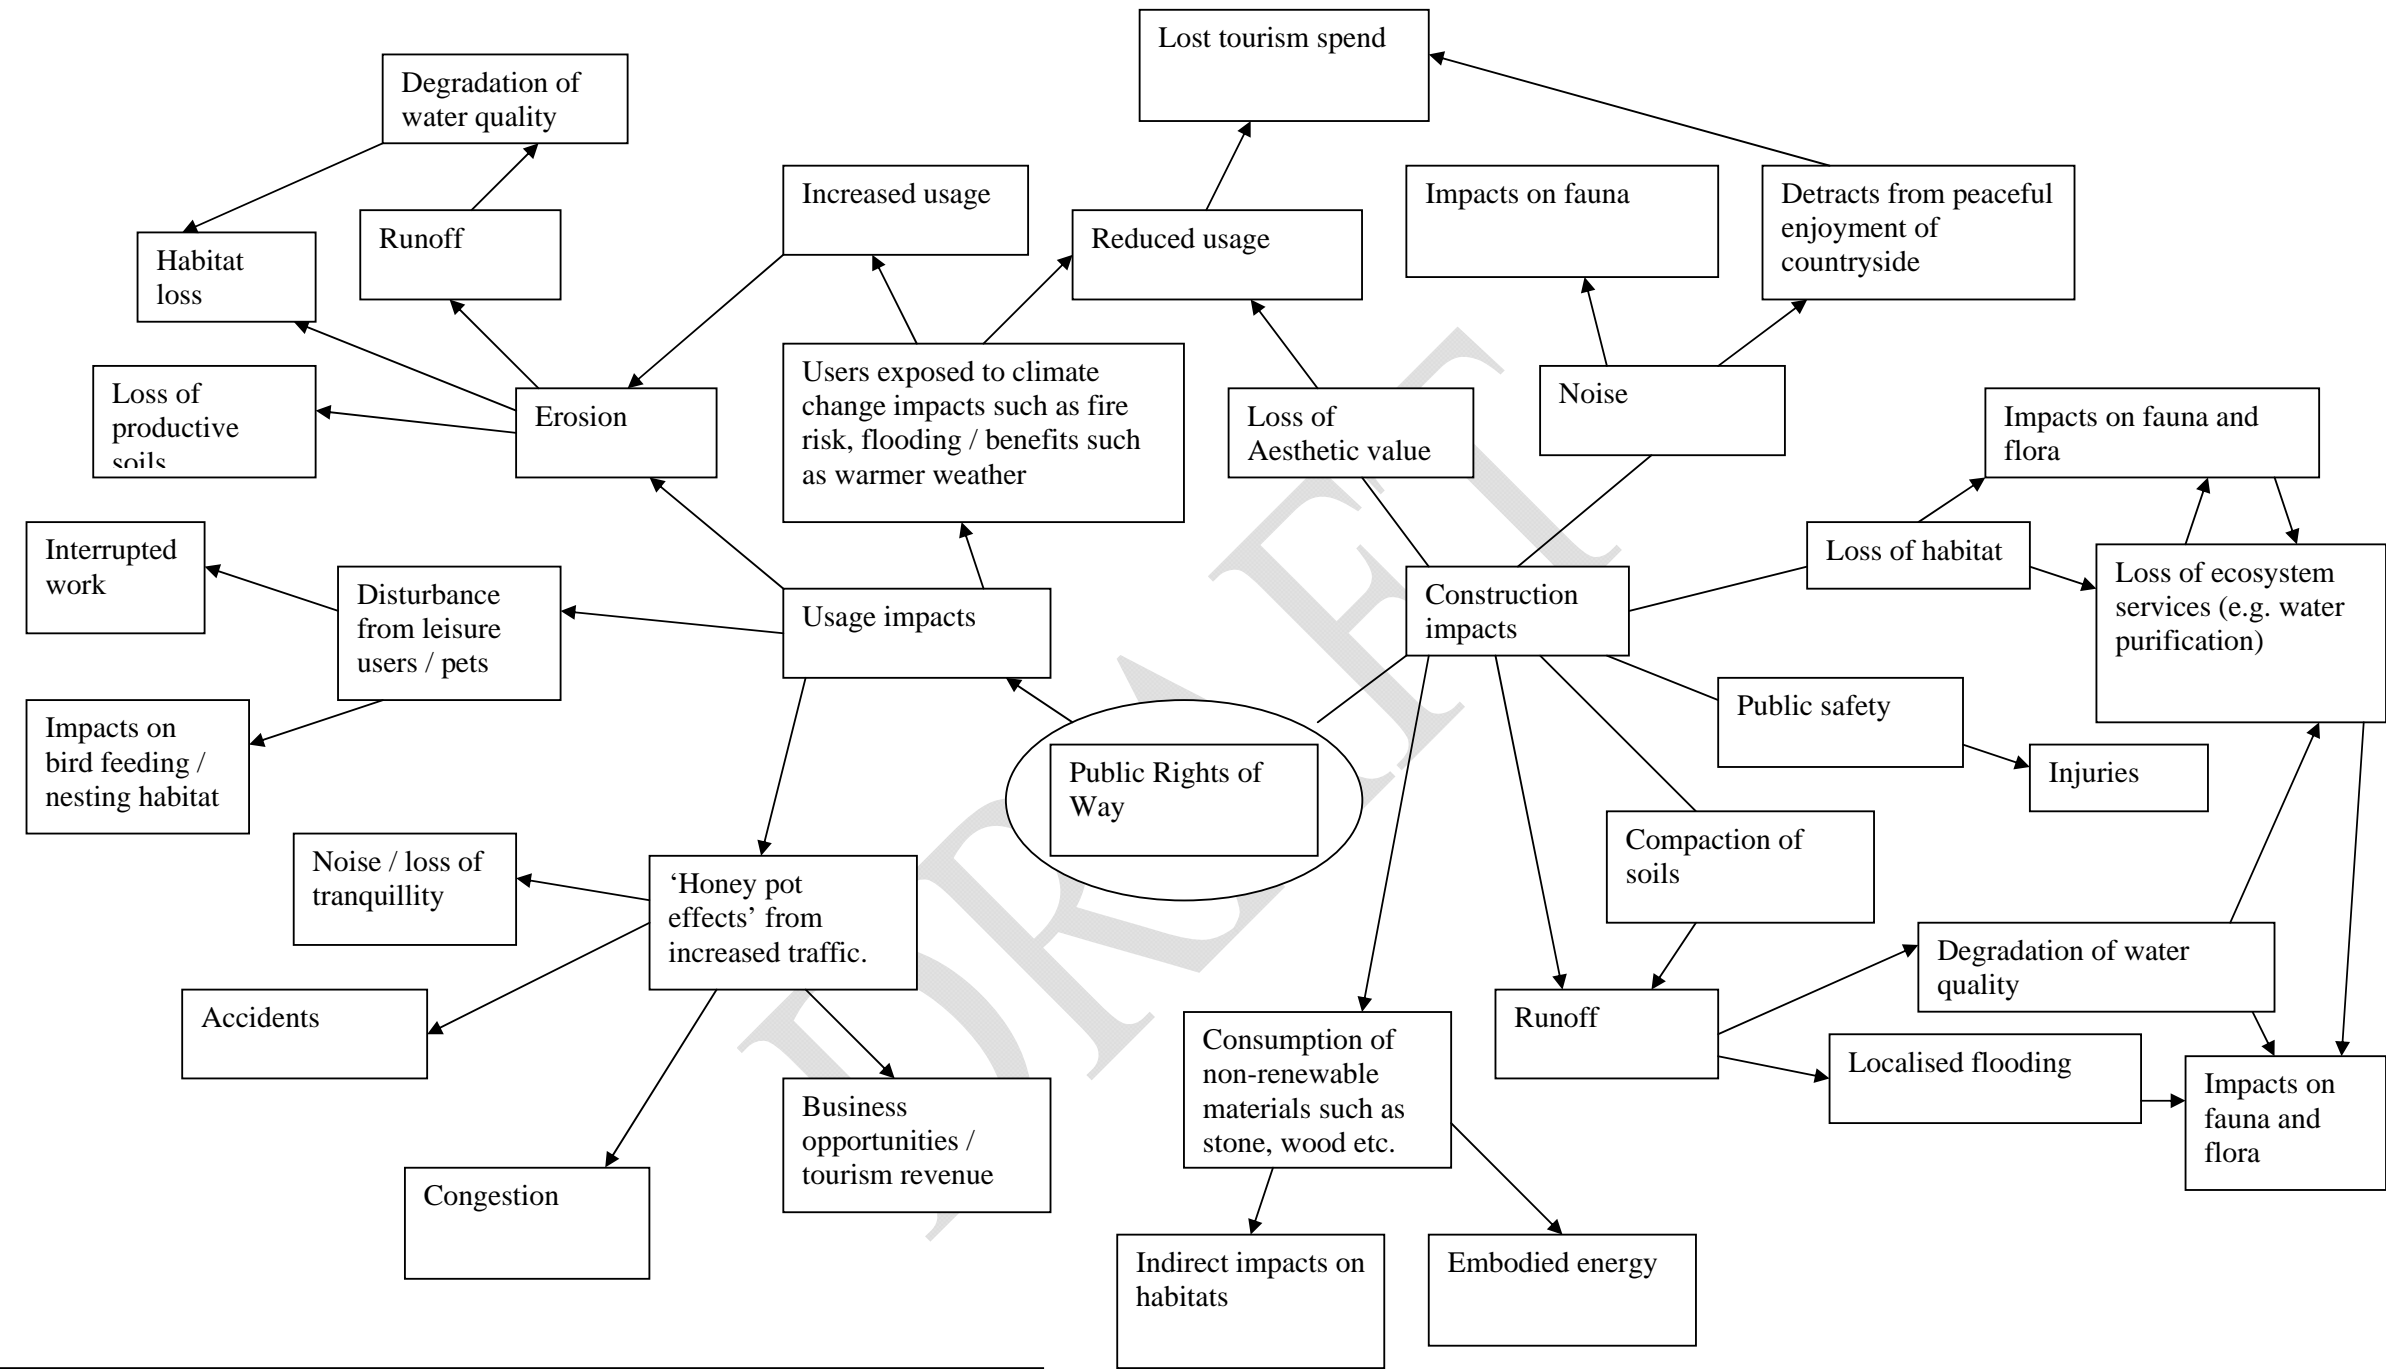 Lost tourism spend
Degradation of
water quality
Increased usage
Impacts on fauna
Detracts from peaceful
enjoyment of
countryside
Runoff
Reduced usage
Habitat
loss
Users exposed to climate
change impacts such as fire
risk, flooding / benefits such
as warmer weather
Loss of
productive
soils
Erosion
Loss of
Aesthetic value
Noise
Impacts on fauna and
flora
Interrupted
work
Disturbance
from leisure
users / pets
Usage impacts
Construction
impacts
Loss of habitat
Loss of ecosystem
services (e.g. water
purification)
Public safety
Impacts on
bird feeding /
nesting habitat
Public Rights of
Way
Injuries
Noise / loss of
tranquillity
‘Honey pot
effects’ from
increased traffic.
Compaction of
soils
Degradation of water
quality
Accidents
Runoff
Consumption of
non-renewable
materials such as
stone, wood etc.
Localised flooding
Impacts on
fauna and
flora
Business
opportunities /
tourism revenue
Congestion
Indirect impacts on
habitats
Embodied energy
DRAFT